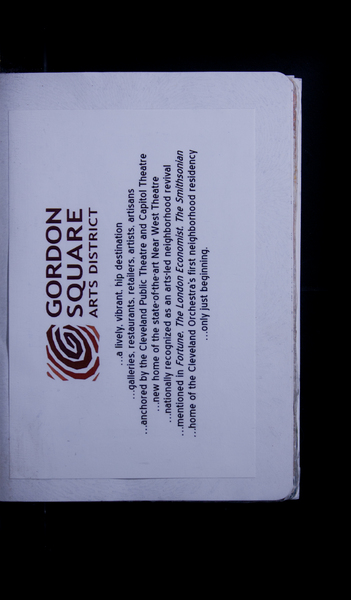 GORDON
SQUARE
ARTS DISTRICT
...a lively, vibrant, hip destination
...galleries, restaurants, retailers, artists, artisans
...anchored by the Cleveland Public Theatre and Capitol Theatre
...new home of the state-of-the-art Near West Theatre
...nationally recognized as an arts-led neighborhood revival
...mentioned in Fortune, The London Economist, The Smithsonian
...home of the Cleveland Orchestra's first neighborhood residency
...only just beginning.